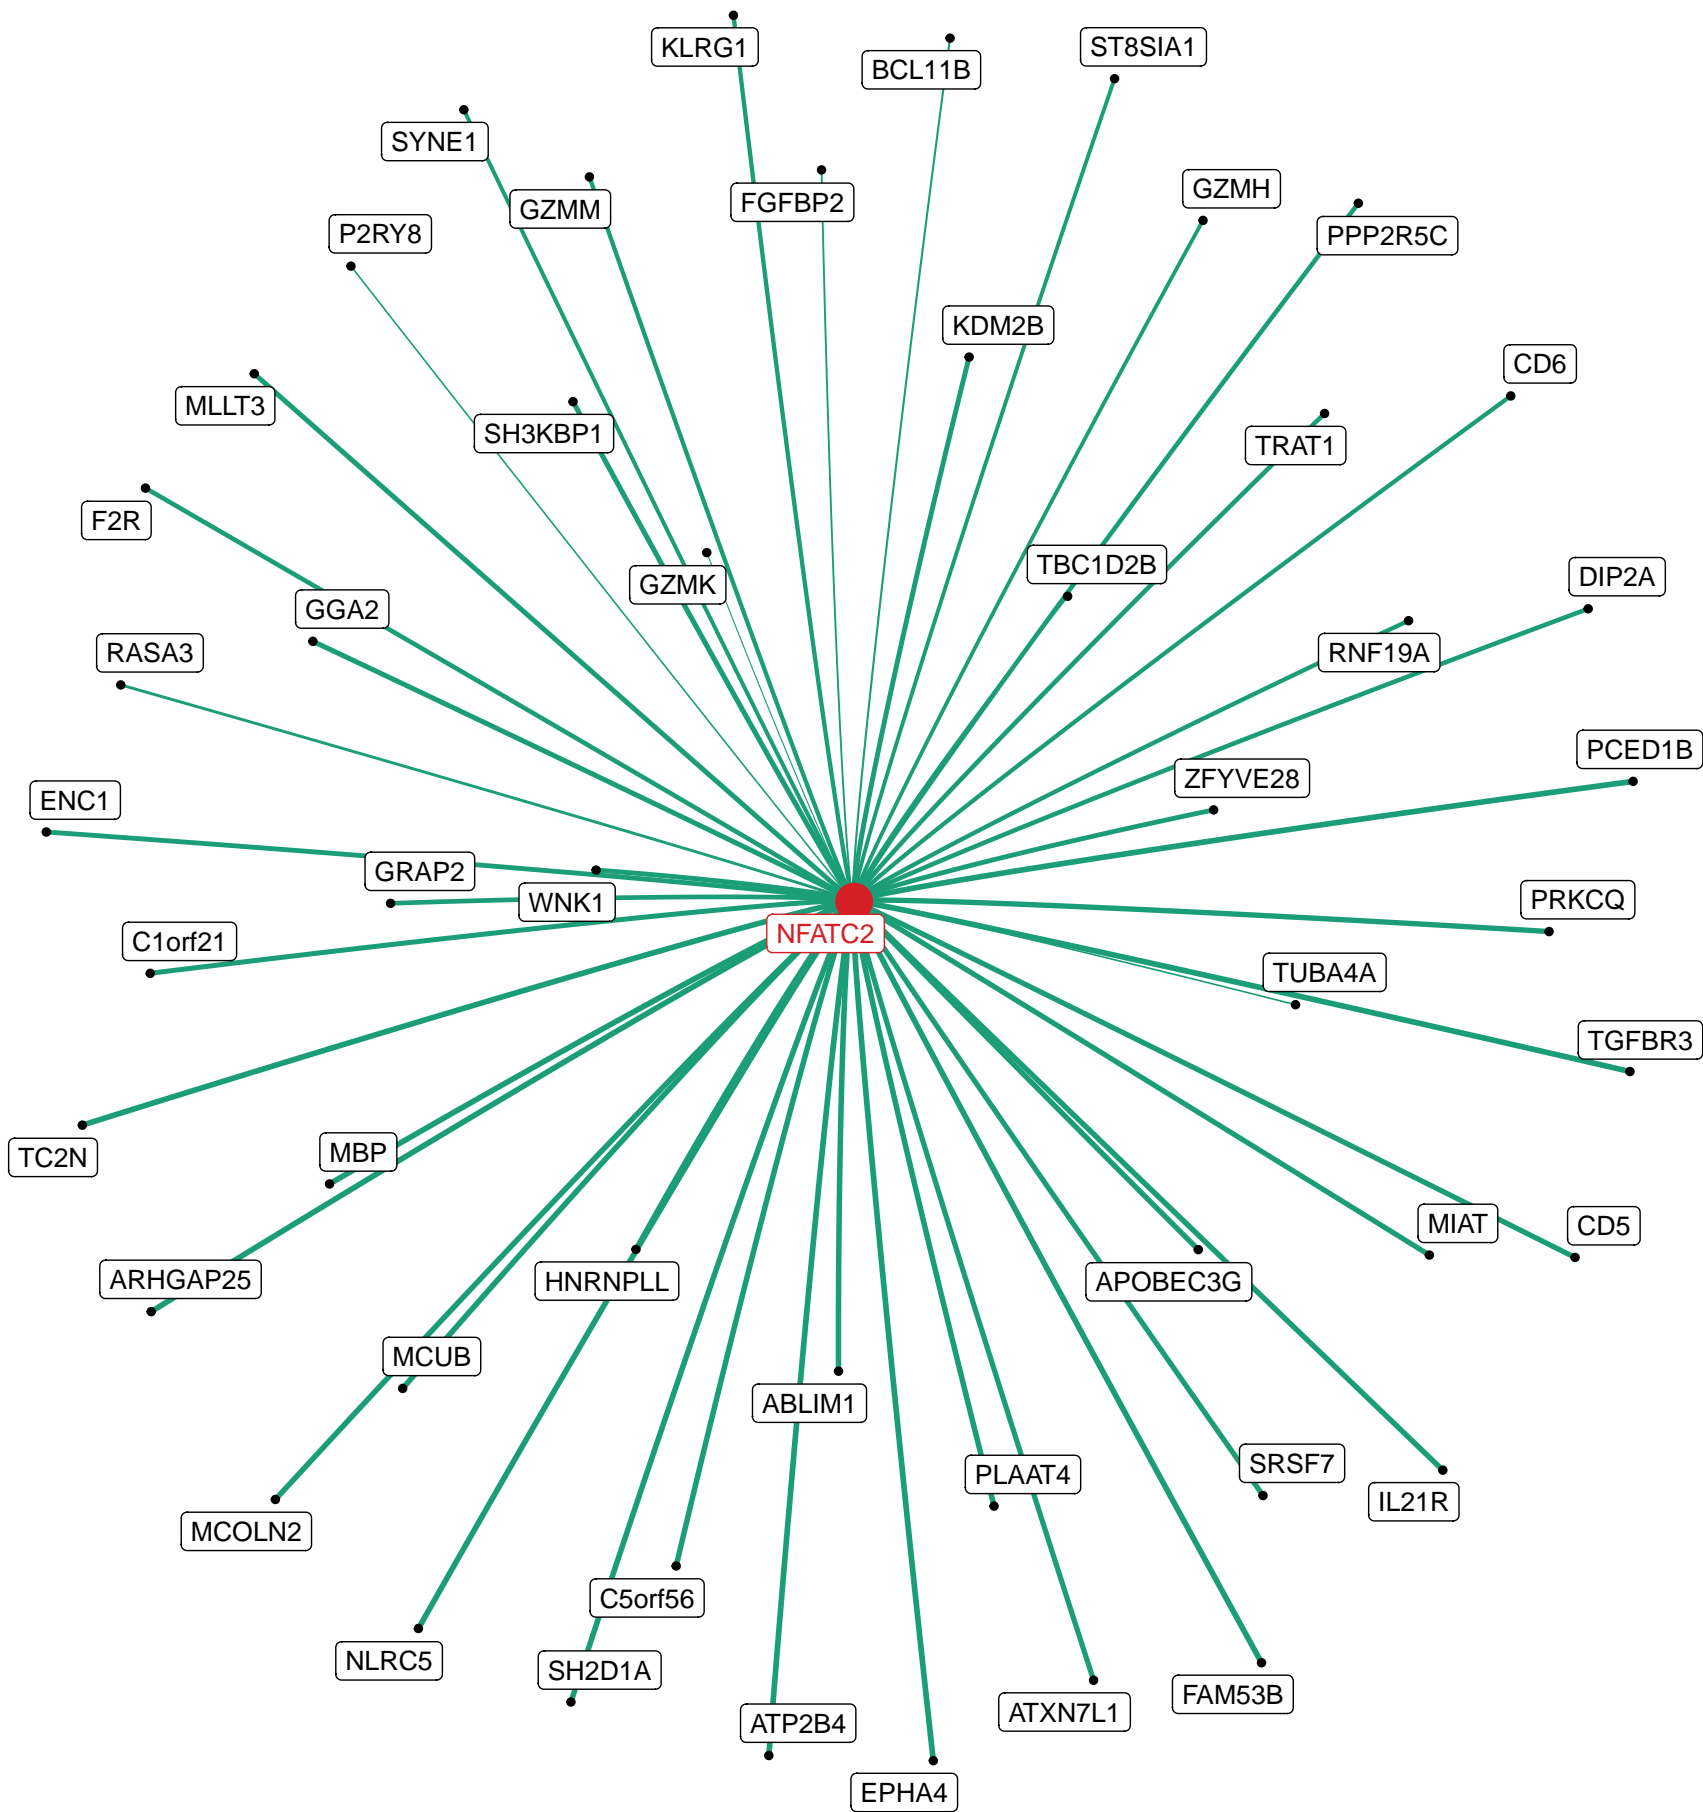 KLRG1
ST8SIA1
BCL11B
SYNE1
GZMH
FGFBP2
GZMM
P2RY8
PPP2R5C
KDM2B
CD6
MLLT3
SH3KBP1
TRAT1
F2R
TBC1D2B
DIP2A
GZMK
GGA2
RASA3
RNF19A
PCED1B
ZFYVE28
ENC1
GRAP2
PRKCQ
WNK1
NFATC2
C1orf21
TUBA4A
TGFBR3
MBP
TC2N
MIAT
CD5
ARHGAP25
HNRNPLL
APOBEC3G
MCUB
ABLIM1
SRSF7
PLAAT4
IL21R
MCOLN2
C5orf56
NLRC5
SH2D1A
FAM53B
ATXN7L1
ATP2B4
EPHA4